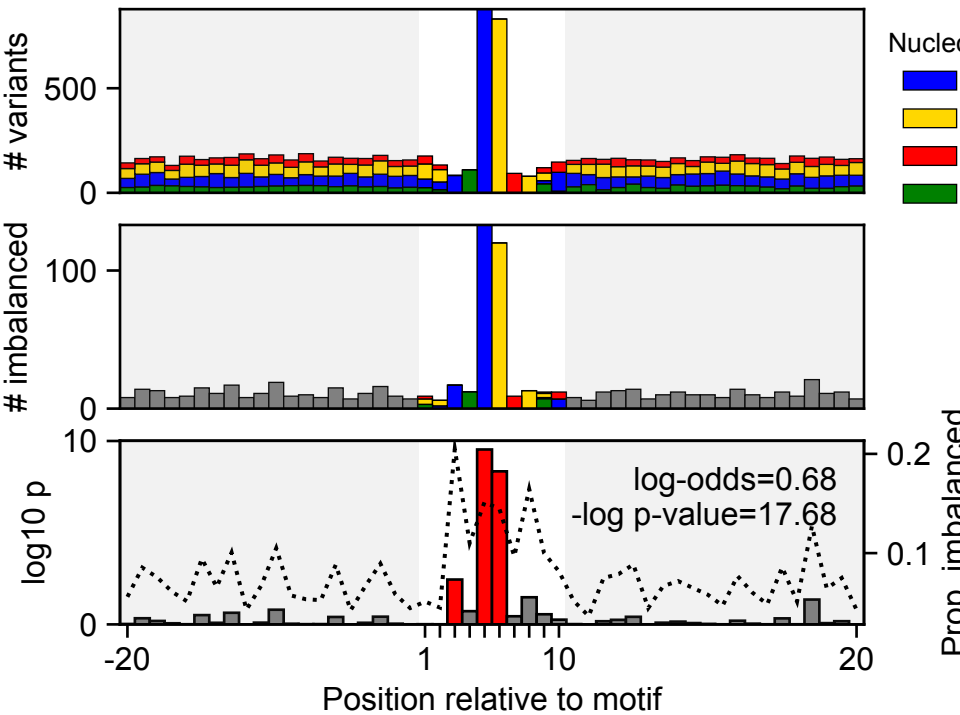 # variants
500
0
Nucleo
# imbalanced
100
0
log10 p
10
0
log-odds=0.68
-log p-value=17.68
0.2
0.1
Prop. imbalanced
-20
1
10
20
Position relative to motif